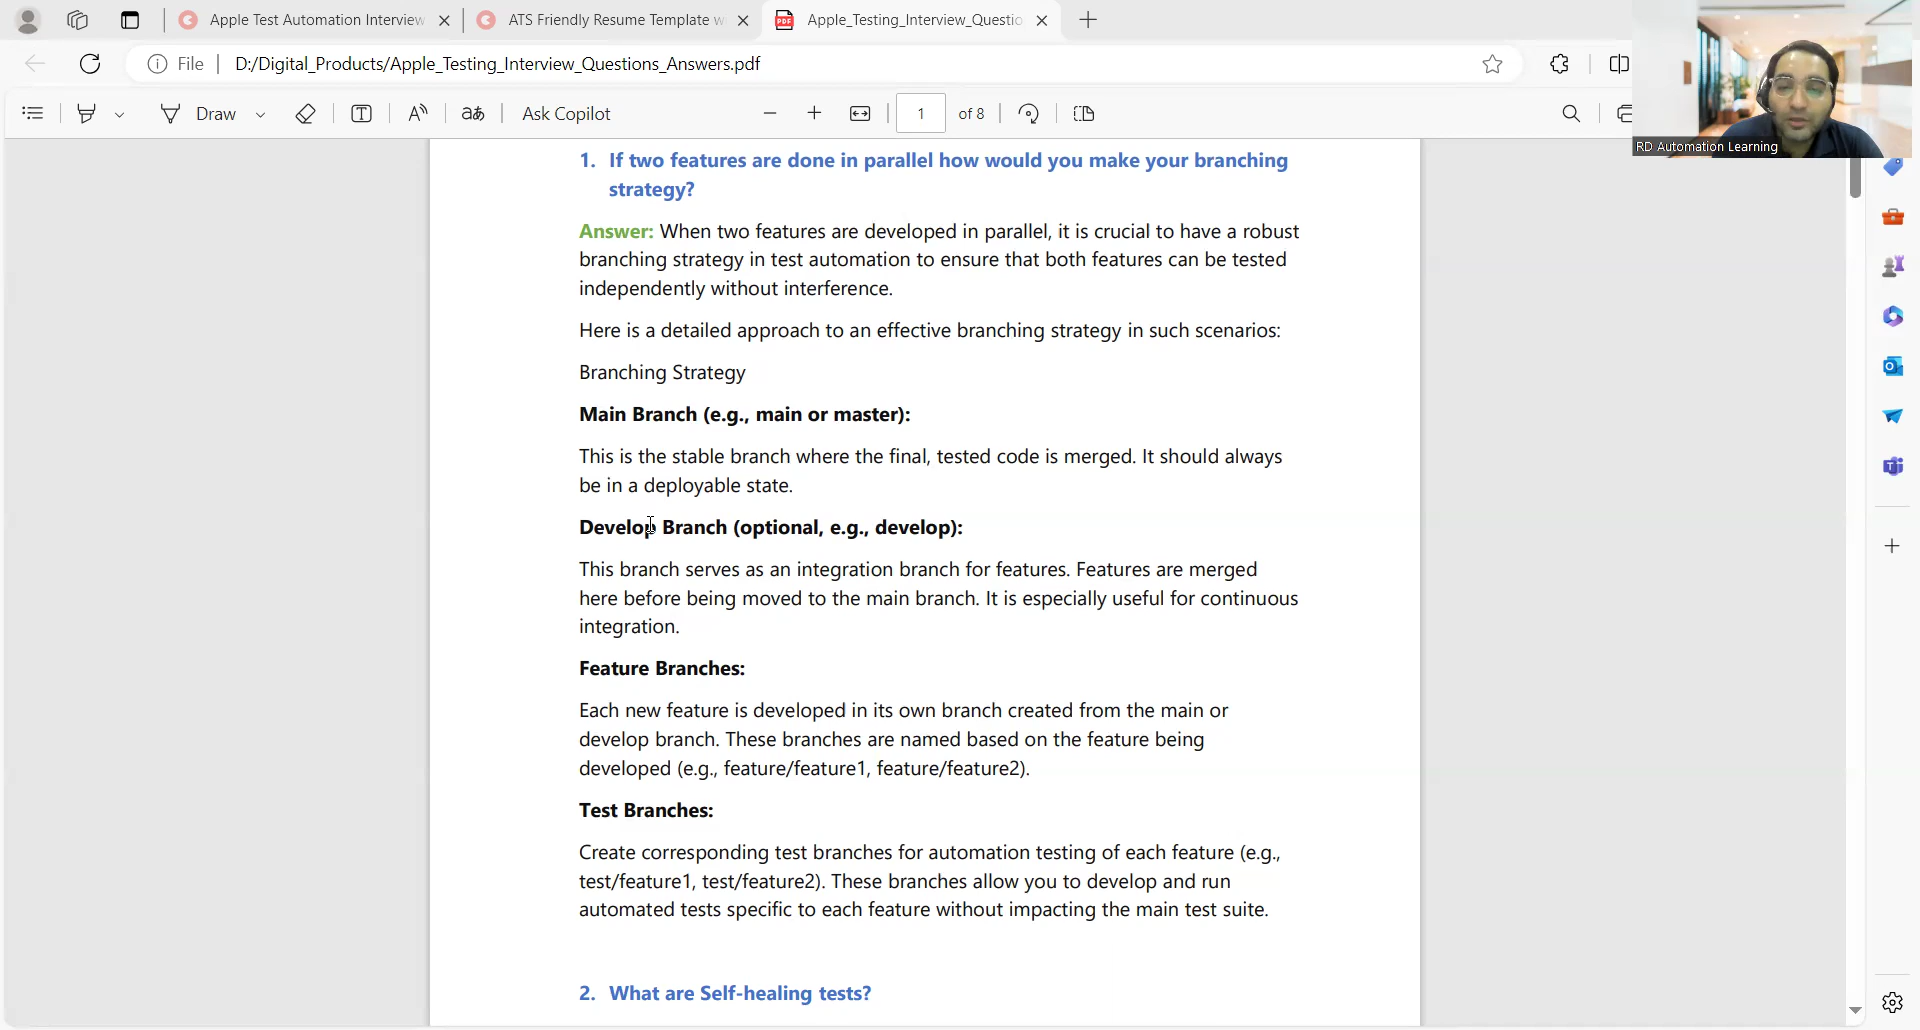 Apple Test Automation Interview
ATS Friendly Resume Template w
Apple_Testing_Interview_Questio
File
D:/Digital_Products/Apple_Testing_Interview_Questions_Answers.pdf
Draw
Ask Copilot
1
of 8
RD Automation Learning
1. If two features are done in parallel how would you make your branching
strategy?
Answer: When two features are developed in parallel, it is crucial to have a robust
branching strategy in test automation to ensure that both features can be tested
independently without interference.
Here is a detailed approach to an effective branching strategy in such scenarios:
Branching Strategy
Main Branch (e.g., main or master):
This is the stable branch where the final, tested code is merged. It should always
be in a deployable state.
Develop Branch (optional, e.g., develop):
This branch serves as an integration branch for features. Features are merged
here before being moved to the main branch. It is especially useful for continuous
integration.
Feature Branches:
Each new feature is developed in its own branch created from the main or
develop branch. These branches are named based on the feature being
developed (e.g., feature/feature1, feature/feature2).
Test Branches:
Create corresponding test branches for automation testing of each feature (e.g.,
test/feature1, test/feature2). These branches allow you to develop and run
automated tests specific to each feature without impacting the main test suite.
2. What are Self-healing tests?